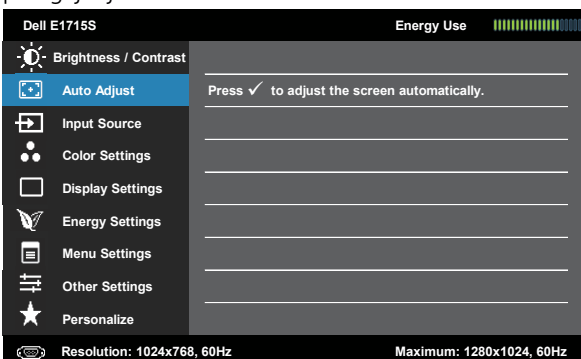 Dell E1715S Energy Use
Brightness / Contrast
Auto Adjust Press ✓ to adjust the screen automatically.
Input Source
Color Settings
Display Settings
Energy Settings
Menu Settings
Other Settings
Personalize
Resolution: 1024x768, 60Hz Maximum: 1280x1024, 60Hz